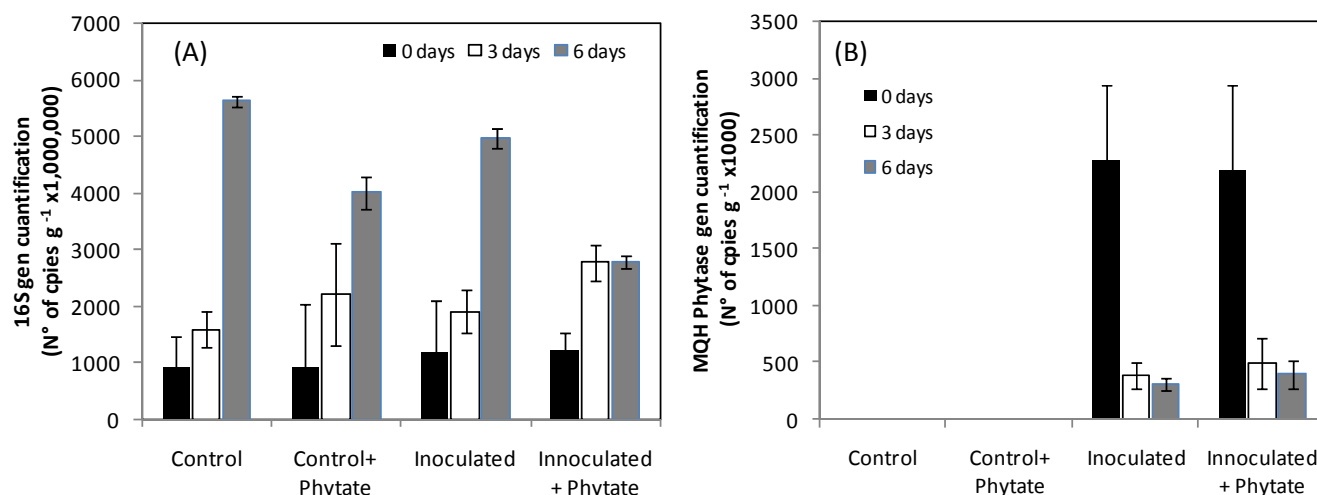 16S gen cuantification
(N° of cpies g -1 x1,000,000)
7000
6000
5000
4000
3000
2000
1000
0
(A)
0 days
3 days
6 days
Control
Control+
Phytate
Inoculated
Innoculated
+ Phytate
MQH Phytase gen cuantification
(N° of cpies g -1 x1000)
3500
3000
2500
2000
1500
1000
500
0
(B)
0 days
3 days
6 days
Control
Control+
Phytate
Inoculated
Innoculated
+ Phytate